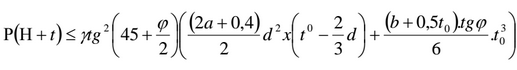 P(H + t) ≤ γtg²(45 + φ/2)((2a + 0,4)/2 d²x(t⁰ − 2/3 d) + (b + 0,5t₀).tgφ/6 .t₀³)